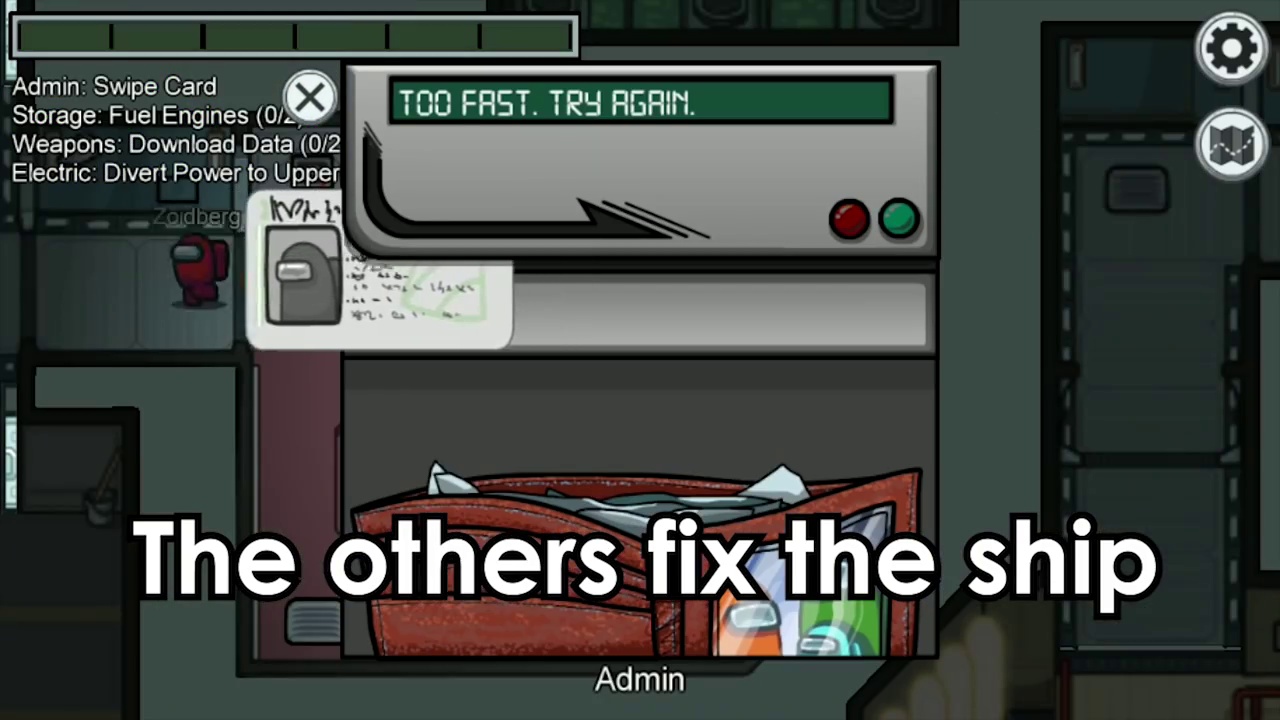 TOO FAST. TRY AGAIN.
Admin: Swipe Card
Storage: Fuel Engines (0/2)
Weapons: Download Data (0/2
Electric: Divert Power to Upper
Zoidberg
The others fix the ship
Admin